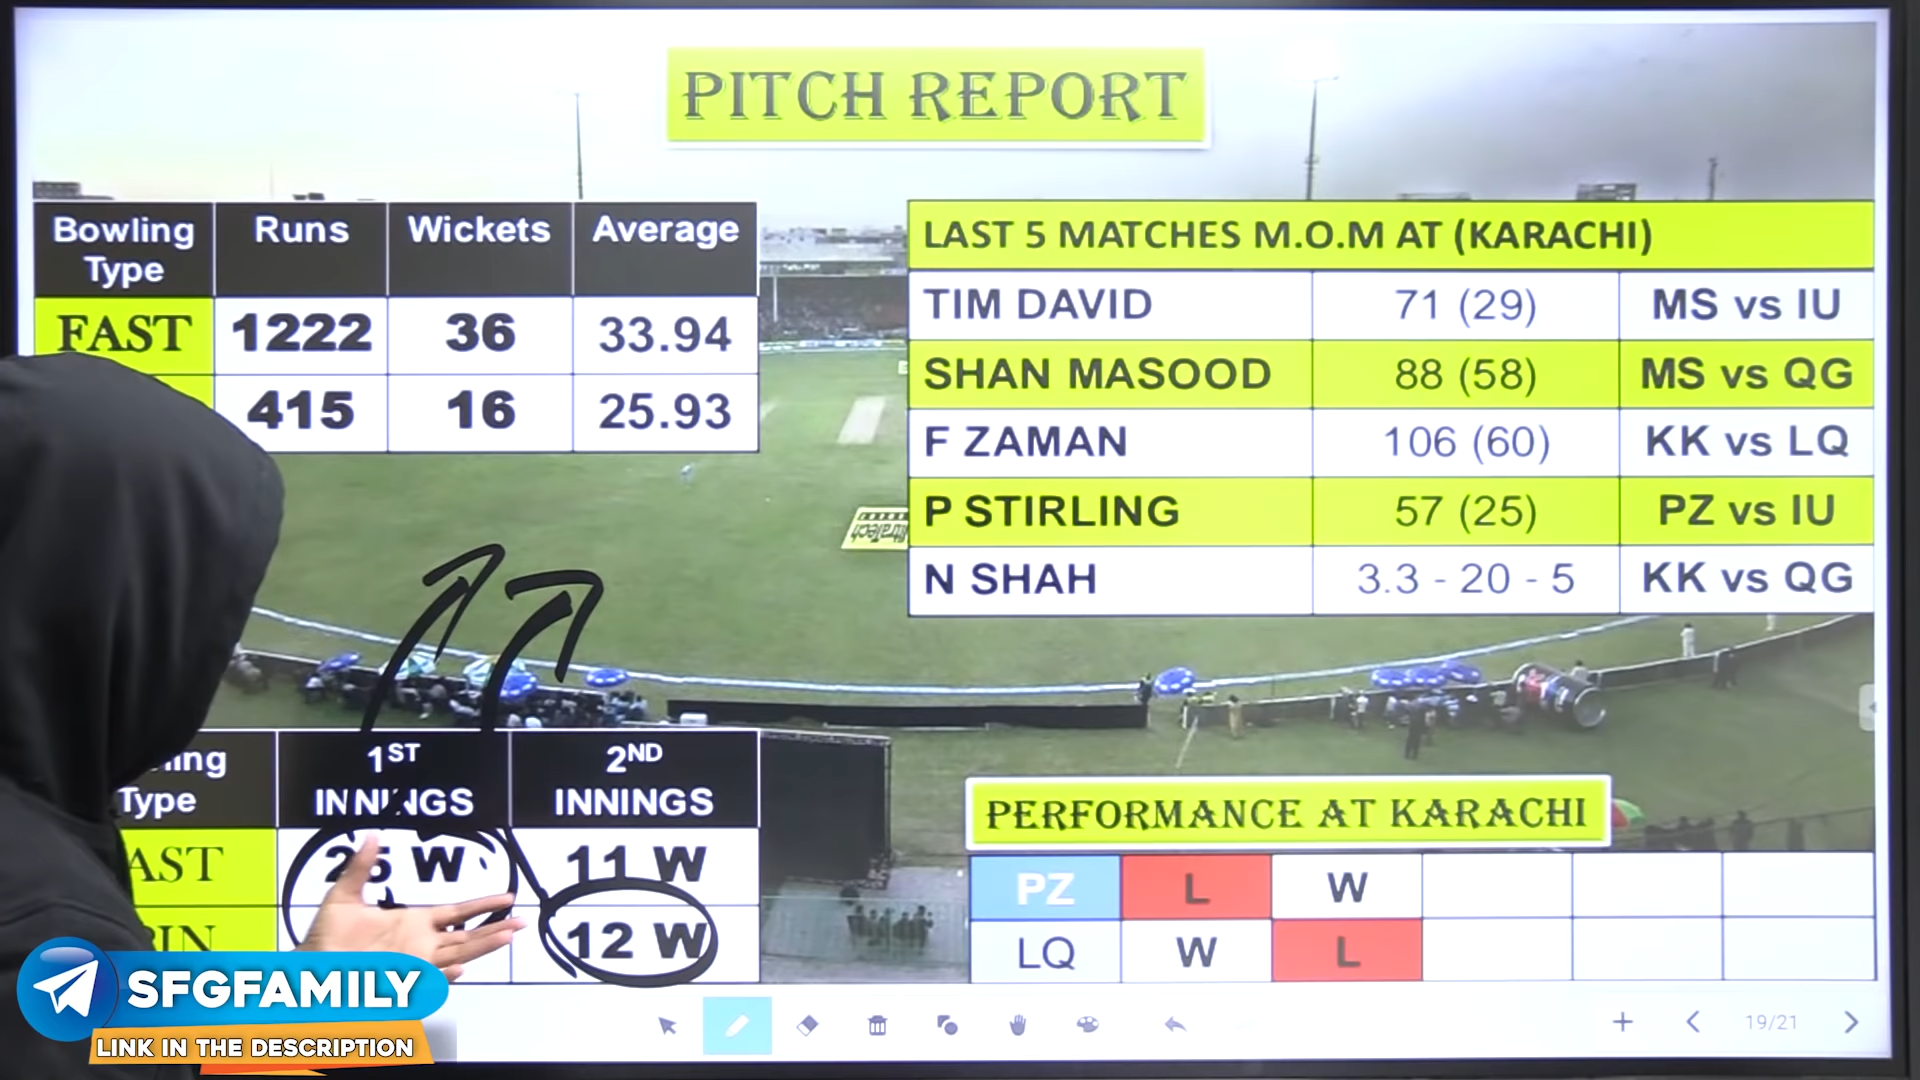 PITCH REPORT
Bowling Type Runs Wickets Average
FAST 1222 36 33.94
415 16 25.93
LAST 5 MATCHES M.O.M AT (KARACHI)
TIM DAVID 71 (29) MS vs IU
SHAN MASOOD 88 (58) MS vs QG
F ZAMAN 106 (60) KK vs LQ
P STIRLING 57 (25) PZ vs IU
N SHAH 3.3 - 20 - 5 KK vs QG
Type 1ST INNINGS 2ND INNINGS
AST 25 W 11 W
12 W
PERFORMANCE AT KARACHI
PZ L W
LQ W L
SFGFAMILY
LINK IN THE DESCRIPTION
19/21